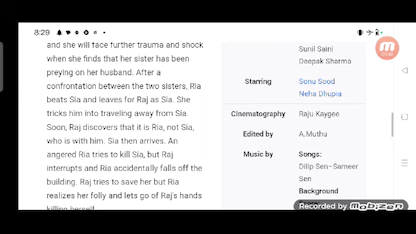 8:29
and she will face further trauma and shock
when she finds that her sister has been
preying on her husband. After a
confrontation between the two sisters, Ria
beats Sia and leaves for Raj as Sia. She
tricks him into traveling away from Sia.
Soon, Raj discovers that it is Ria, not Sia,
who is with him. Sia then arrives. An
angered Ria tries to kill Sia, but Raj
interrupts and Ria accidentally falls off the
building. Raj tries to save her but Ria
realizes her folly and lets go of Raj's hands
killing herself
Sunil Saini
Deepak Sharma
Starring Sonu Sood
Neha Dhupia
Cinematography Raju Kaygee
Edited by A.Muthu
Music by Songs:
Dilip Sen–Sameer
Sen
Background
Recorded by Mobizen